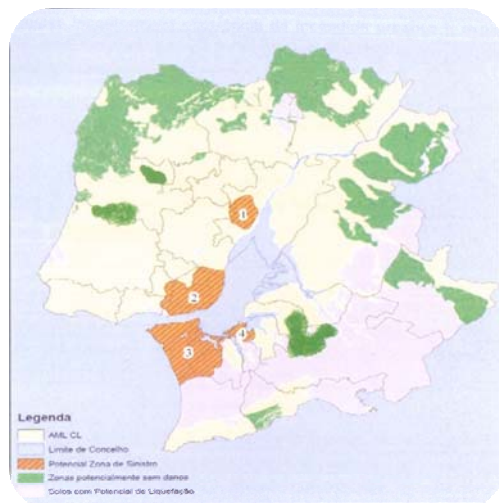 1
2
3
4
Legenda
AML CL
Limite de Concelho
Potencial Zona de Sinistro
Zonas potencialmente sem danos
Solos com Potencial de Liquefação